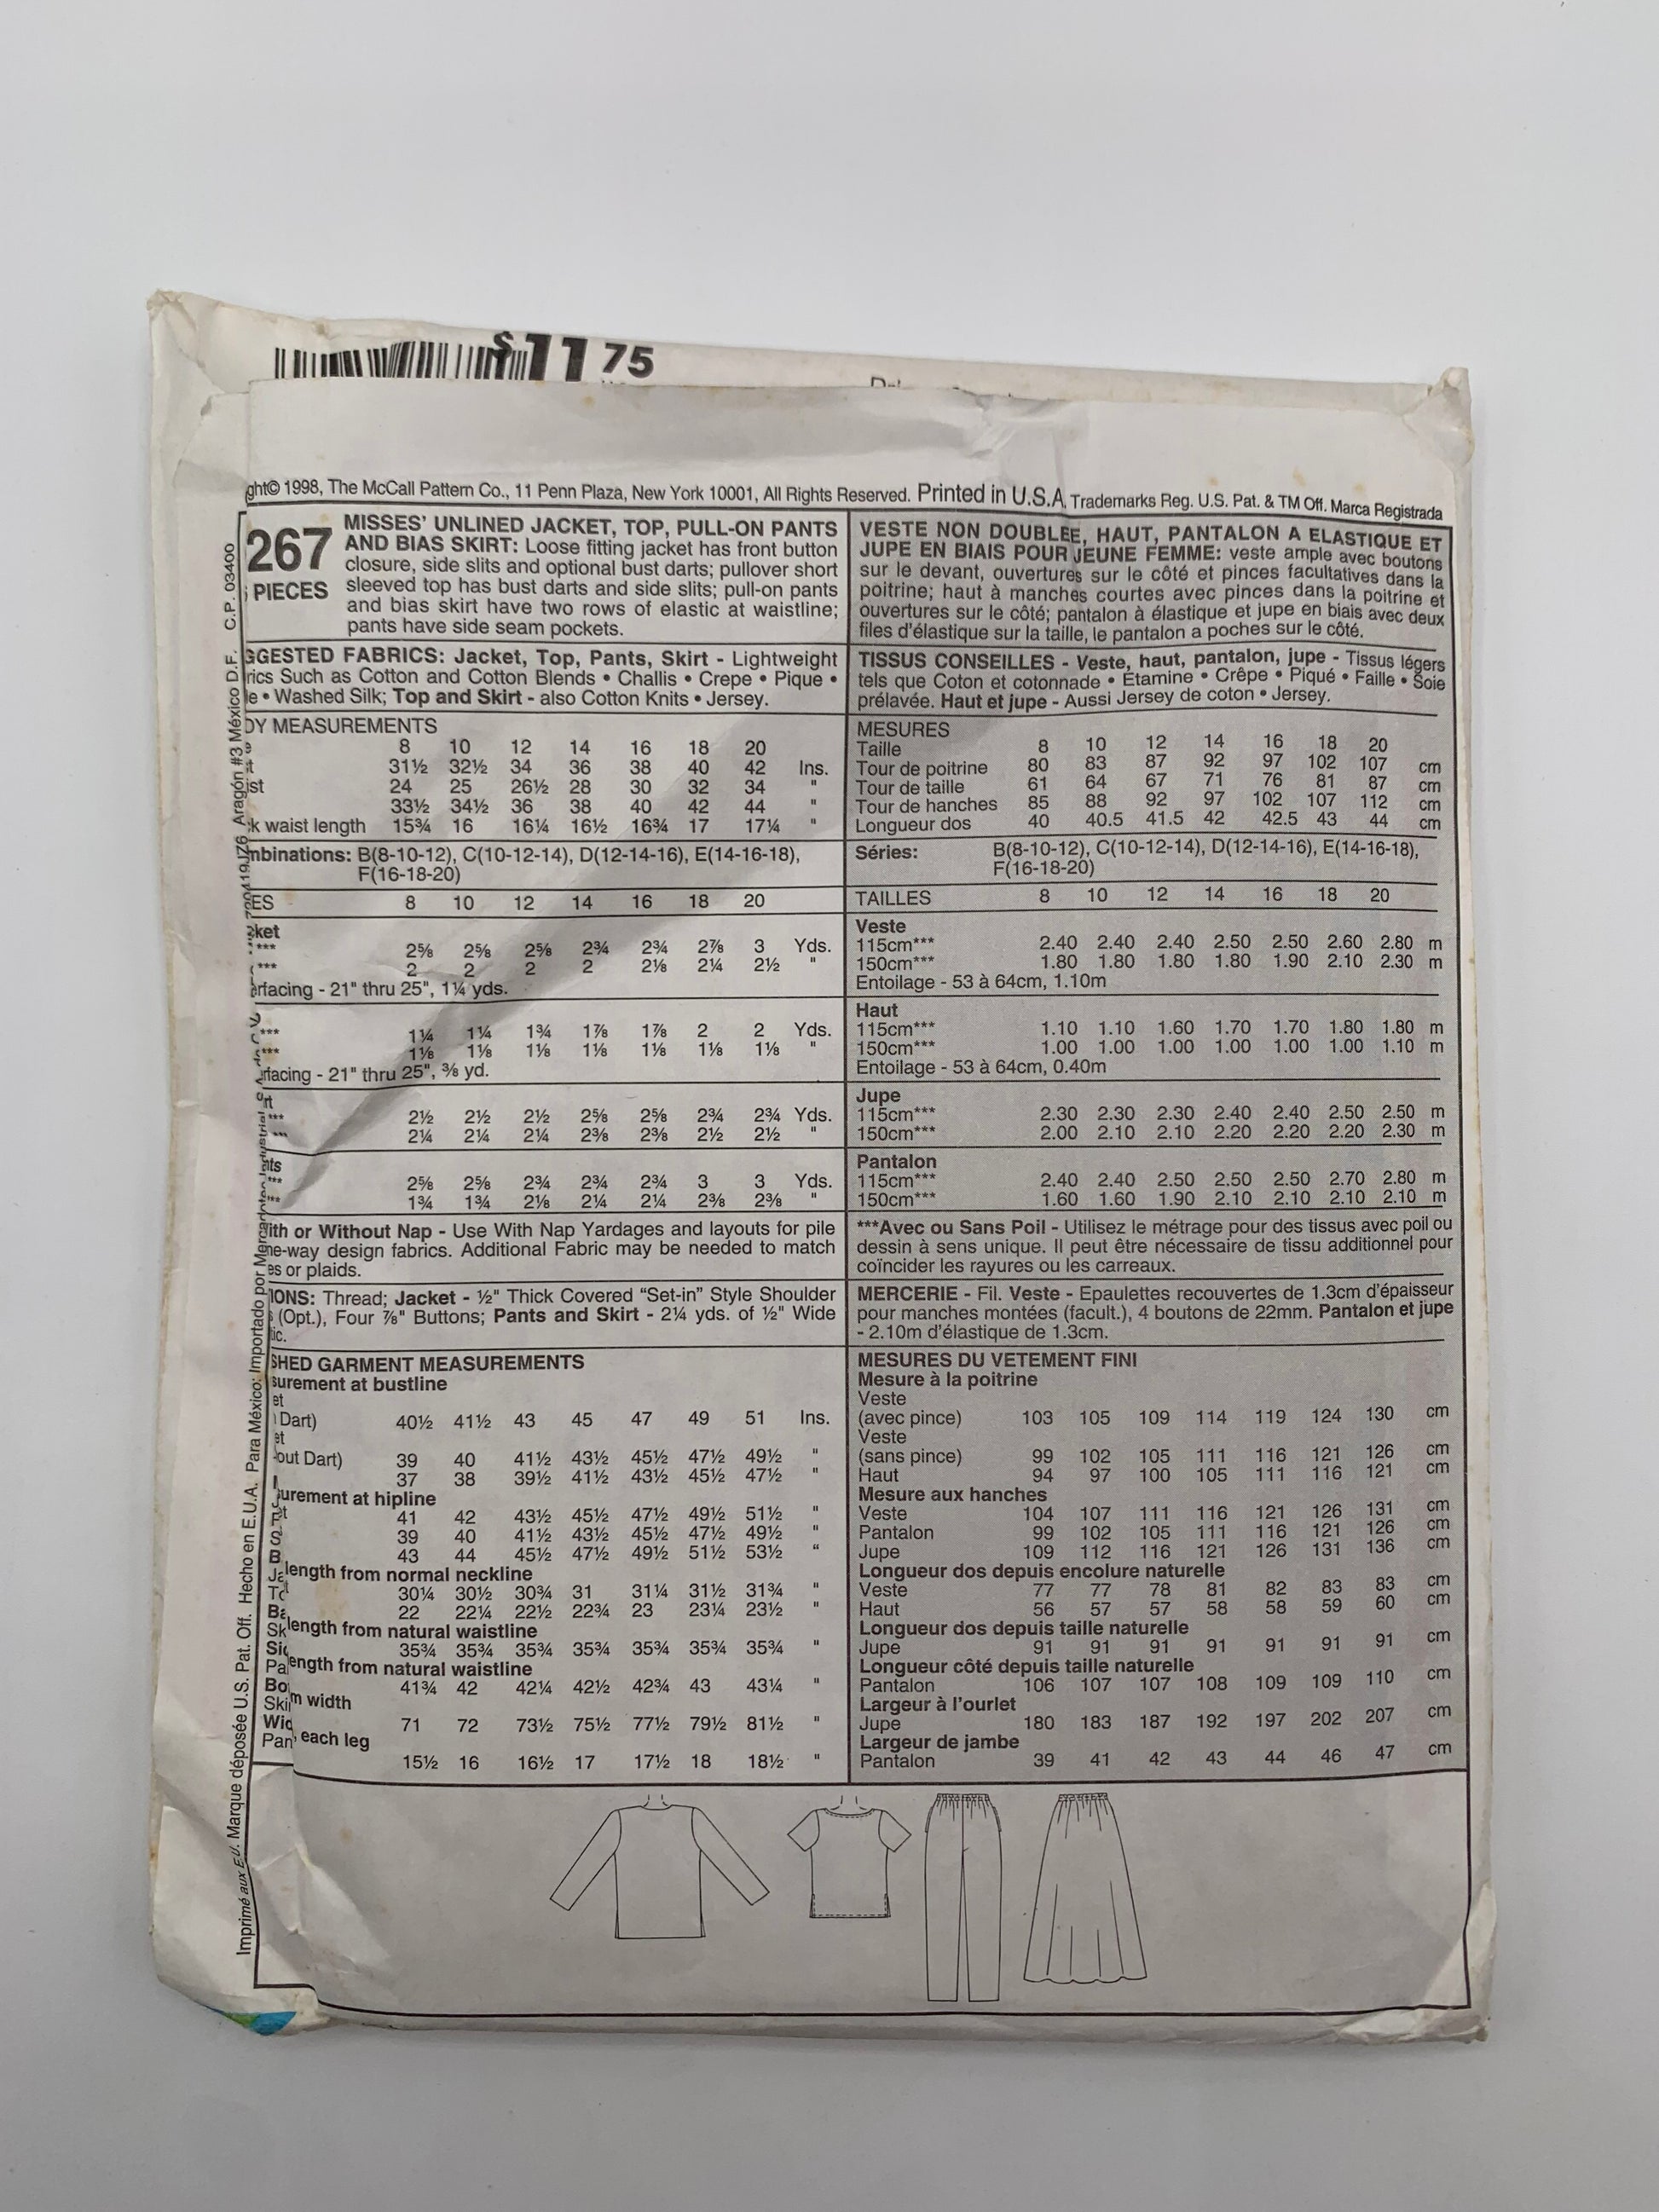 $11 75
ght© 1998, The McCall Pattern Co., 11 Penn Plaza, New York 10001, All Rights Reserved. Printed in U.S.A. Trademarks Reg. U.S. Pat. & TM Off. Marca Registrada
267
PIECES
MISSES' UNLINED JACKET, TOP, PULL-ON PANTS
AND BIAS SKIRT: Loose fitting jacket has front button
closure, side slits and optional bust darts; pullover short
sleeved top has bust darts and side slits; pull-on pants
and bias skirt have two rows of elastic at waistline;
pants have side seam pockets.
GGESTED FABRICS: Jacket, Top, Pants, Skirt - Lightweight
rics Such as Cotton and Cotton Blends • Challis • Crepe • Pique •
le • Washed Silk; Top and Skirt - also Cotton Knits • Jersey.
DY MEASUREMENTS
e 8 10 12 14 16 18 20
t 31½ 32½ 34 36 38 40 42 Ins.
ist 24 25 26½ 28 30 32 34 "
33½ 34½ 36 38 40 42 44 "
k waist length 15¾ 16 16¼ 16½ 16¾ 17 17¼ "
mbinations: B(8-10-12), C(10-12-14), D(12-14-16), E(14-16-18),
F(16-18-20)
ES 8 10 12 14 16 18 20
cket
*** 2⅝ 2⅝ 2⅝ 2¾ 2¾ 2⅞ 3 Yds.
*** 2 2 2 2 2⅛ 2¼ 2½ "
erfacing - 21" thru 25", 1¼ yds.
*** 1¼ 1¼ 1¾ 1⅞ 1⅞ 2 2 Yds.
*** 1⅛ 1⅛ 1⅛ 1⅛ 1⅛ 1⅛ 1⅛ "
rfacing - 21" thru 25", ⅜ yd.
rt
*** 2½ 2½ 2½ 2⅝ 2⅝ 2¾ 2¾ Yds.
*** 2¼ 2¼ 2¼ 2⅜ 2⅜ 2½ 2½ "
nts
*** 2⅝ 2⅝ 2¾ 2¾ 2¾ 3 3 Yds.
*** 1¾ 1¾ 2⅛ 2¼ 2¼ 2⅜ 2⅜ "
ith or Without Nap - Use With Nap Yardages and layouts for pile
ne-way design fabrics. Additional Fabric may be needed to match
es or plaids.
IONS: Thread; Jacket - ½" Thick Covered "Set-in" Style Shoulder
s (Opt.), Four ⅞" Buttons; Pants and Skirt - 2¼ yds. of ½" Wide
tic.
SHED GARMENT MEASUREMENTS
surement at bustline
et
Dart) 40½ 41½ 43 45 47 49 51 Ins.
et
out Dart) 39 40 41½ 43½ 45½ 47½ 49½ "
37 38 39½ 41½ 43½ 45½ 47½ "
urement at hipline
et 41 42 43½ 45½ 47½ 49½ 51½ "
S 39 40 41½ 43½ 45½ 47½ 49½ "
B 43 44 45½ 47½ 49½ 51½ 53½ "
length from normal neckline
30¼ 30½ 30¾ 31 31¼ 31½ 31¾ "
22 22¼ 22½ 22¾ 23 23¼ 23½ "
length from natural waistline
35¾ 35¾ 35¾ 35¾ 35¾ 35¾ 35¾ "
length from natural waistline
41¾ 42 42¼ 42½ 42¾ 43 43¼ "
m width
71 72 73½ 75½ 77½ 79½ 81½ "
, each leg
15½ 16 16½ 17 17½ 18 18½ "
VESTE NON DOUBLEE, HAUT, PANTALON A ELASTIQUE ET
JUPE EN BIAIS POUR JEUNE FEMME: veste ample avec boutons
sur le devant, ouvertures sur le côté et pinces facultatives dans la
poitrine; haut à manches courtes avec pinces dans la poitrine et
ouvertures sur le côté; pantalon à élastique et jupe en biais avec deux
files d'élastique sur la taille, le pantalon a poches sur le côté.
TISSUS CONSEILLES - Veste, haut, pantalon, jupe - Tissus légers
tels que Coton et cotonnade • Etamine • Crêpe • Piqué • Faille • Soie
prélavée. Haut et jupe - Aussi Jersey de coton • Jersey.
MESURES
Taille 8 10 12 14 16 18 20
Tour de poitrine 80 83 87 92 97 102 107 cm
Tour de taille 61 64 67 71 76 81 87 cm
Tour de hanches 85 88 92 97 102 107 112 cm
Longueur dos 40 40.5 41.5 42 42.5 43 44 cm
Séries: B(8-10-12), C(10-12-14), D(12-14-16), E(14-16-18),
F(16-18-20)
TAILLES 8 10 12 14 16 18 20
Veste
115cm*** 2.40 2.40 2.40 2.50 2.50 2.60 2.80 m
150cm*** 1.80 1.80 1.80 1.80 1.90 2.10 2.30 m
Entoilage - 53 à 64cm, 1.10m
Haut
115cm*** 1.10 1.10 1.60 1.70 1.70 1.80 1.80 m
150cm*** 1.00 1.00 1.00 1.00 1.00 1.00 1.10 m
Entoilage - 53 à 64cm, 0.40m
Jupe
115cm*** 2.30 2.30 2.30 2.40 2.40 2.50 2.50 m
150cm*** 2.00 2.10 2.10 2.20 2.20 2.20 2.30 m
Pantalon
115cm*** 2.40 2.40 2.50 2.50 2.50 2.70 2.80 m
150cm*** 1.60 1.60 1.90 2.10 2.10 2.10 2.10 m
***Avec ou Sans Poil - Utilisez le métrage pour des tissus avec poil ou
dessin à sens unique. Il peut être nécessaire de tissu additionnel pour
coïncider les rayures ou les carreaux.
MERCERIE - Fil. Veste - Epaulettes recouvertes de 1.3cm d'épaisseur
pour manches montées (facult.), 4 boutons de 22mm. Pantalon et jupe
- 2.10m d'élastique de 1.3cm.
MESURES DU VETEMENT FINI
Mesure à la poitrine
Veste
(avec pince) 103 105 109 114 119 124 130 cm
Veste
(sans pince) 99 102 105 111 116 121 126 cm
Haut 94 97 100 105 111 116 121 cm
Mesure aux hanches
Veste 104 107 111 116 121 126 131 cm
Pantalon 99 102 105 111 116 121 126 cm
Jupe 109 112 116 121 126 131 136 cm
Longueur dos depuis encolure naturelle
Veste 77 77 78 81 82 83 83 cm
Haut 56 57 57 58 58 59 60 cm
Longueur dos depuis taille naturelle
Jupe 91 91 91 91 91 91 91 cm
Longueur côté depuis taille naturelle
Pantalon 106 107 107 108 109 109 110 cm
Largeur à l'ourlet
Jupe 180 183 187 192 197 202 207 cm
Largeur de jambe
Pantalon 39 41 42 43 44 46 47 cm
Imprimé aux E.U. Marque déposée U.S. Pat. Off. Hecho en E.U.A. Para México: Importado por Aragón #3 México D.F. C.P. 03400